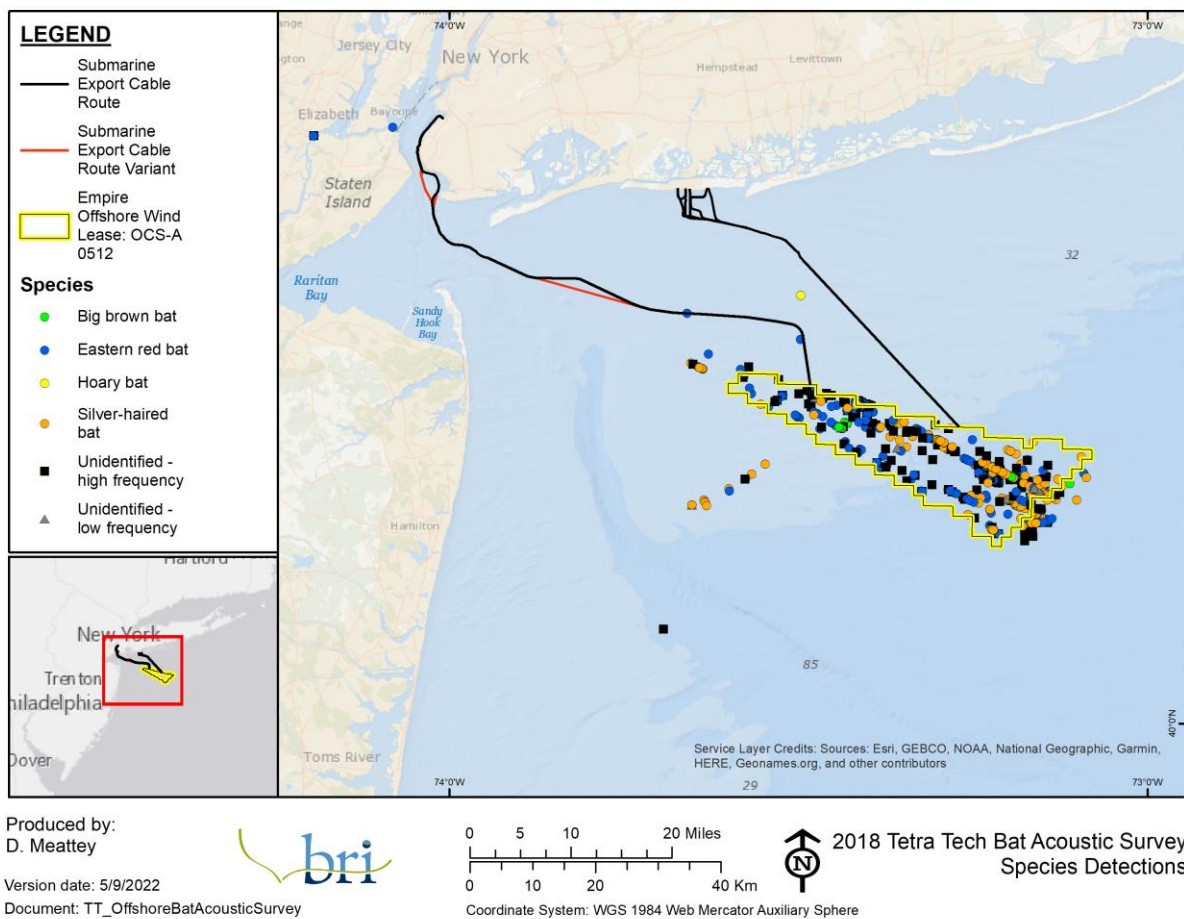 LEGEND
Submarine
Export Cable
Route
Submarine
Export Cable
Route Variant
Empire
Offshore Wind
Lease: OCS-A
0512
Species
Big brown bat
Eastern red bat
Hoary bat
Silver-haired
bat
Unidentified -
high frequency
Unidentified -
low frequency
Hartford
New York
Trenton
hiladelphia
Dover
74°0'W
73°0'W
Jersey City
New York
Hempstead
Levittown
Elizabeth
Bayonne
Staten
Island
Raritan
Bay
Sandy
Hook
Bay
32
Hamilton
85
Toms River
29
40°0'N
Service Layer Credits: Sources: Esri, GEBCO, NOAA, National Geographic, Garmin,
HERE, Geonames.org, and other contributors
74°0'W
73°0'W
Produced by:
D. Meattey
Version date: 5/9/2022
Document: TT_OffshoreBatAcousticSurvey
bri
0 5 10 20 Miles
0 10 20 40 Km
Coordinate System: WGS 1984 Web Mercator Auxiliary Sphere
N
2018 Tetra Tech Bat Acoustic Survey
Species Detections